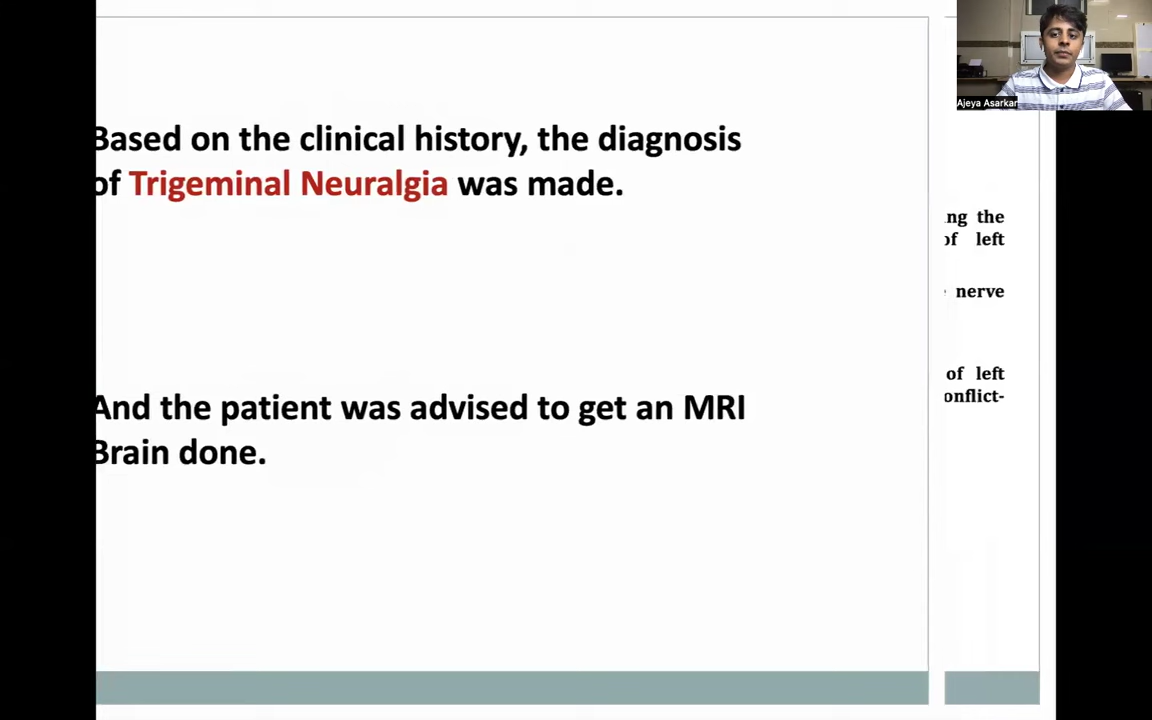 Ajeya Asarkar
Based on the clinical history, the diagnosis
of Trigeminal Neuralgia was made.
And the patient was advised to get an MRI
Brain done.
ing the
of left
nerve
of left
onflict-